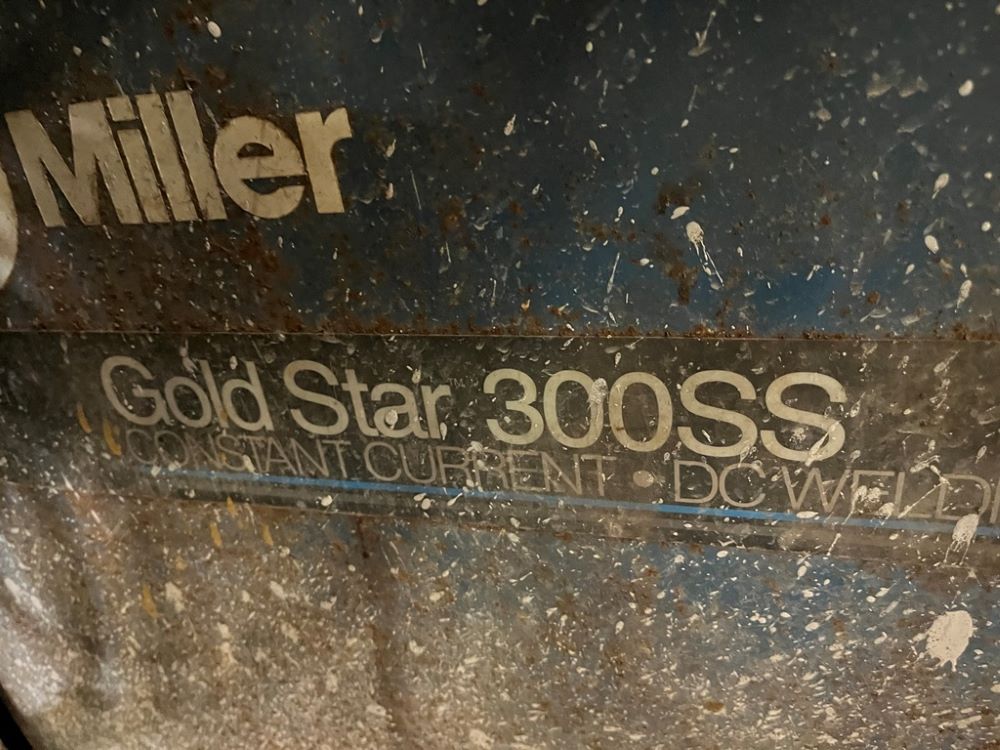 Miller
Gold Star 300SS
CONSTANT CURRENT • DC